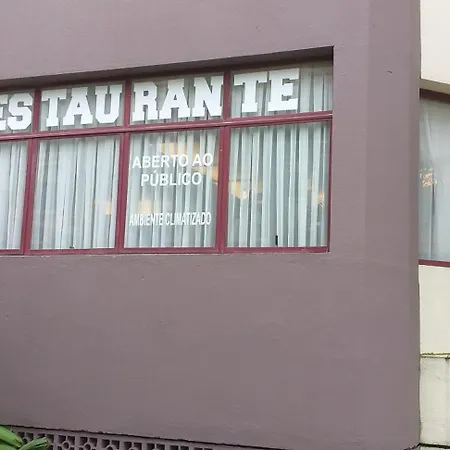 ESTAURANTE
ABERTO AO
PÚBLICO
AMBIENTE CLIMATIZADO